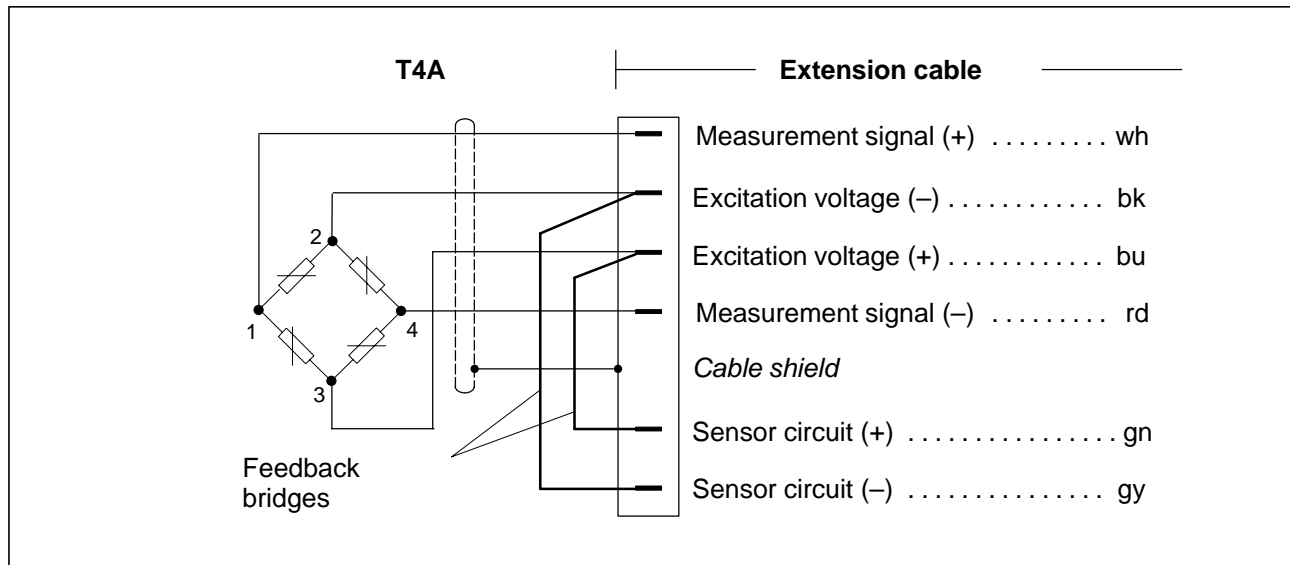 T4A
Extension cable
Measurement signal (+) . . . . . . . . . wh
Excitation voltage (–) . . . . . . . . . . . . bk
Excitation voltage (+) . . . . . . . . . . . . bu
Measurement signal (–) . . . . . . . . . rd
Cable shield
Sensor circuit (+) . . . . . . . . . . . . . . . . gn
Sensor circuit (–) . . . . . . . . . . . . . . . gy
2
1
4
3
Feedback
bridges